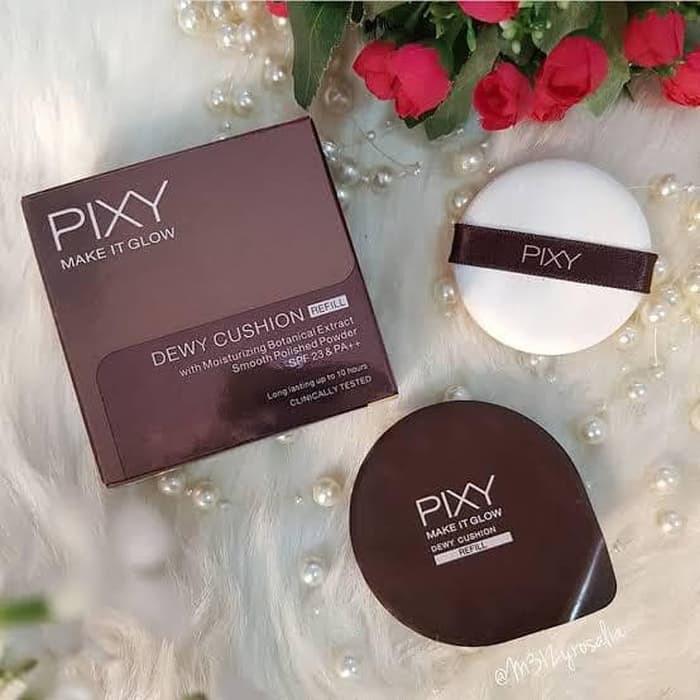 PIXY
MAKE IT GLOW
DEWY CUSHION REFILL
with Moisturizing Botanical Extract
Smooth Polished Powder
SPF 23 & PA++
Long lasting up to 10 hours
CLINICALLY TESTED
PIXY
PIXY
MAKE IT GLOW
DEWY CUSHION
REFILL